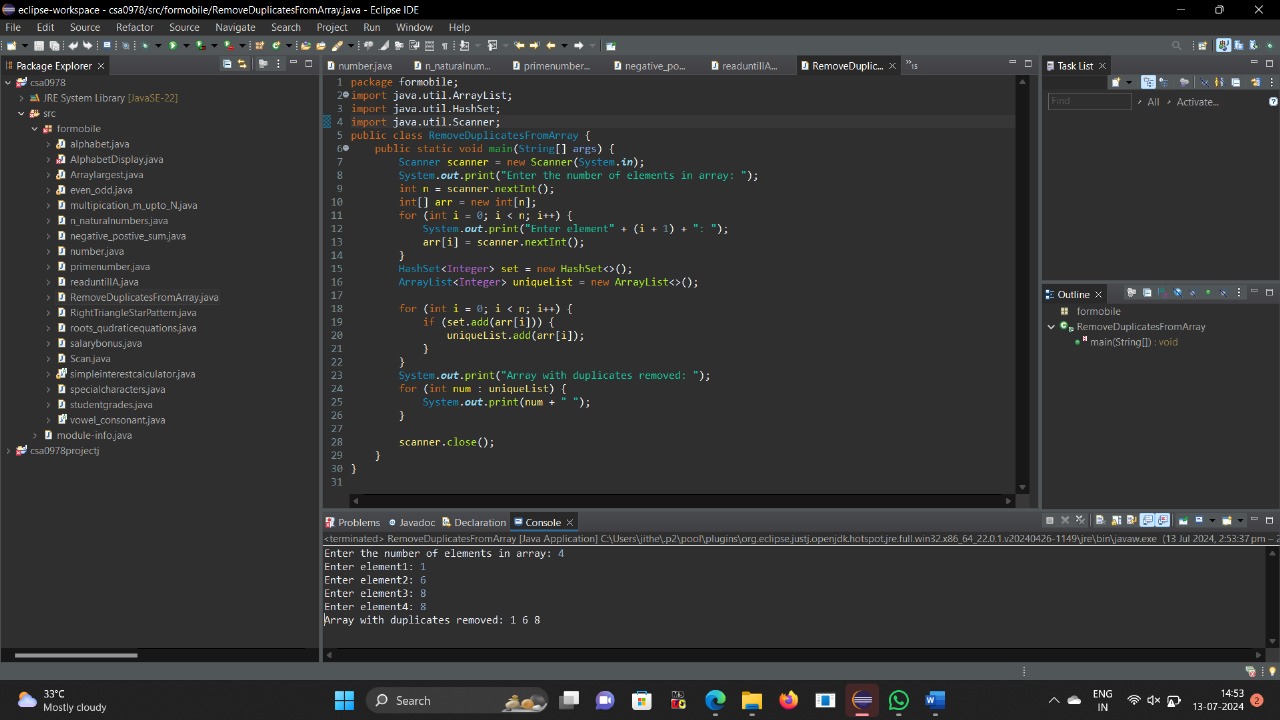 eclipse-workspace - csa0978/src/formobile/RemoveDuplicatesFromArray.java - Eclipse IDE
File Edit Source Refactor Source Navigate Search Project Run Window Help
Package Explorer
csa0978
JRE System Library [JavaSE-22]
src
formobile
alphabet.java
AlphabetDisplay.java
Arraylargest.java
even_odd.java
multipication_m_upto_N.java
n_naturalnumbers.java
negative_postive_sum.java
number.java
primenumber.java
readuntillA.java
RemoveDuplicatesFromArray.java
RightTriangleStarPattern.java
roots_qudraticequations.java
salarybonus.java
Scan.java
simpleinterestcalculator.java
specialcharacters.java
studentgrades.java
vowel_consonant.java
module-info.java
csa0978projectj
number.java n_naturalnum... primenumber... negative_po... readuntillA... RemoveDuplic... »15
1 package formobile;
2 import java.util.ArrayList;
3 import java.util.HashSet;
4 import java.util.Scanner;
5 public class RemoveDuplicatesFromArray {
6 public static void main(String[] args) {
7 Scanner scanner = new Scanner(System.in);
8 System.out.print("Enter the number of elements in array: ");
9 int n = scanner.nextInt();
10 int[] arr = new int[n];
11 for (int i = 0; i < n; i++) {
12 System.out.print("Enter element" + (i + 1) + ": ");
13 arr[i] = scanner.nextInt();
14 }
15 HashSet<Integer> set = new HashSet<>();
16 ArrayList<Integer> uniqueList = new ArrayList<>();
17
18 for (int i = 0; i < n; i++) {
19 if (set.add(arr[i])) {
20 uniqueList.add(arr[i]);
21 }
22 }
23 System.out.print("Array with duplicates removed: ");
24 for (int num : uniqueList) {
25 System.out.print(num + " ");
26 }
27
28 scanner.close();
29 }
30 }
31
Task List
Find All Activate...
Outline
formobile
RemoveDuplicatesFromArray
main(String[]) : void
Problems Javadoc Declaration Console
<terminated> RemoveDuplicatesFromArray [Java Application] C:\Users\jithe\.p2\pool\plugins\org.eclipse.justj.openjdk.hotspot.jre.full.win32.x86_64_22.0.1.v20240426-1149\jre\bin\javaw.exe (13 Jul 2024, 2:53:37 pm – 2
Enter the number of elements in array: 4
Enter element1: 1
Enter element2: 6
Enter element3: 8
Enter element4: 8
Array with duplicates removed: 1 6 8
33°C
Mostly cloudy
Search
ENG
IN
14:53
13-07-2024
2